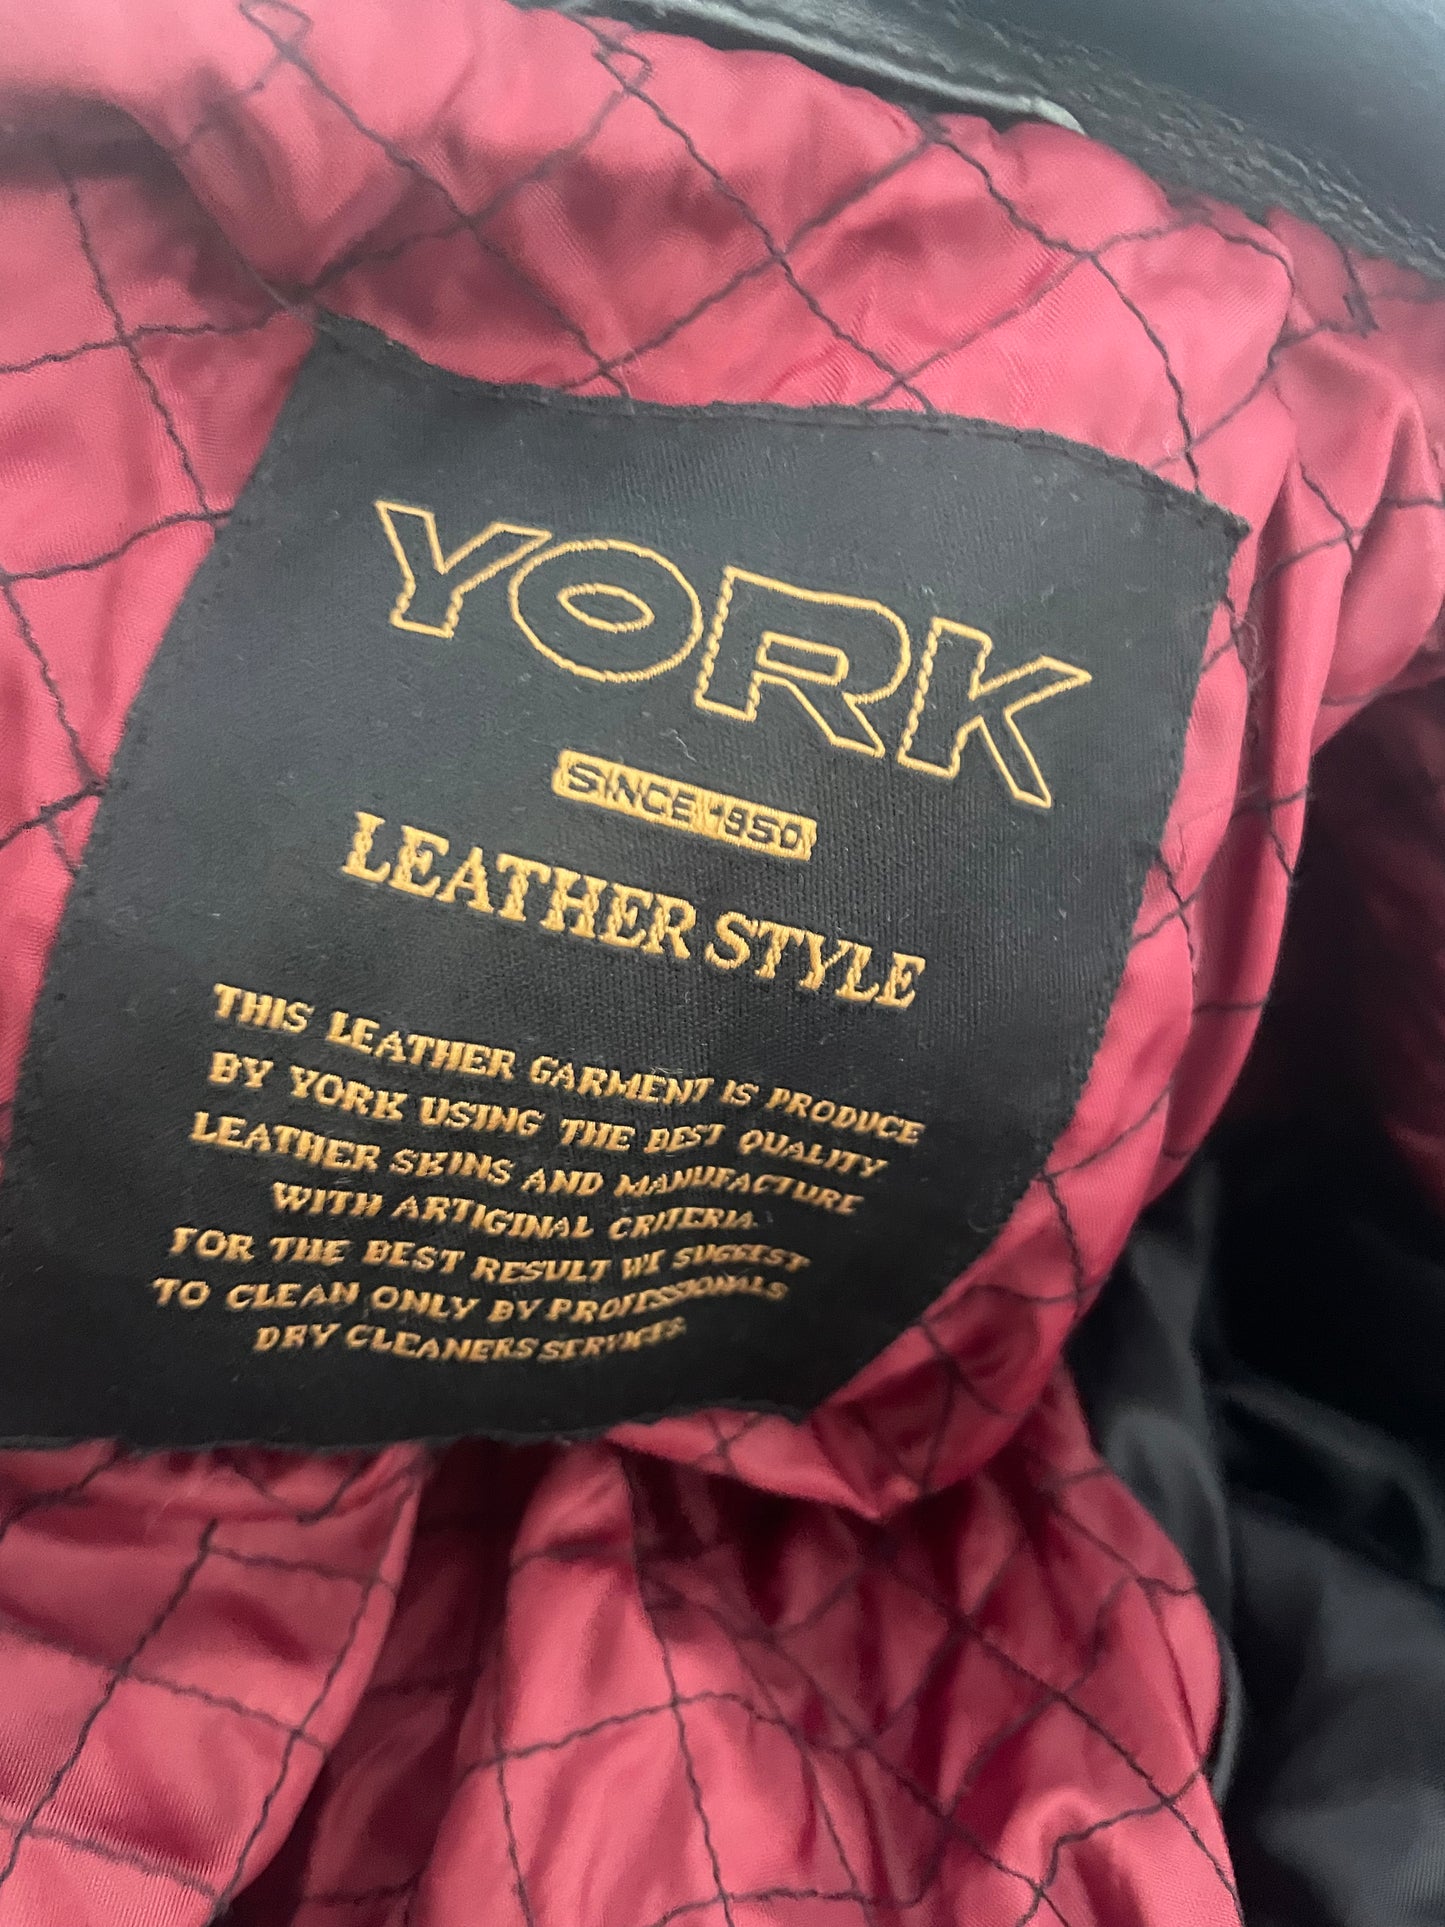 YORK
SINCE 1950
LEATHER STYLE
THIS LEATHER GARMENT IS PRODUCE
BY YORK USING THE BEST QUALITY
LEATHER SKINS AND MANUFACTURE
WITH ARTIGINAL CRITERIA
FOR THE BEST RESULT WE SUGGEST
TO CLEAN ONLY BY PROFESSIONALS
DRY CLEANERS SERVICES